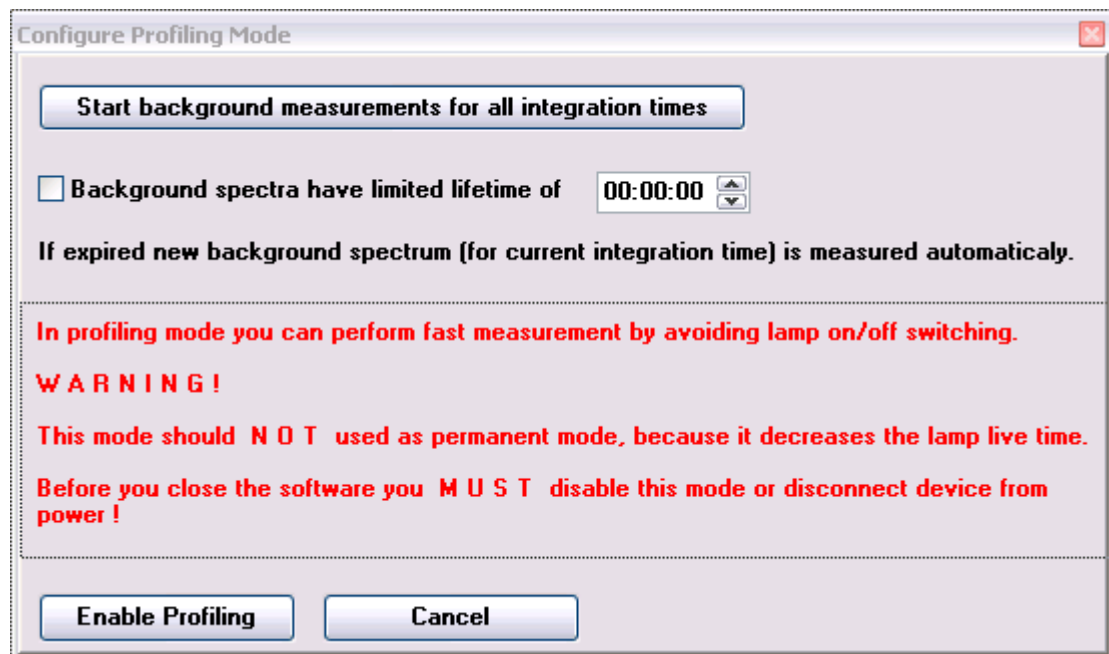 Configure Profiling Mode
Start background measurements for all integration times
Background spectra have limited lifetime of 00:00:00
If expired new background spectrum (for current integration time) is measured automaticaly.
In profiling mode you can perform fast measurement by avoiding lamp on/off switching.
W A R N I N G !
This mode should N O T used as permanent mode, because it decreases the lamp live time.
Before you close the software you M U S T disable this mode or disconnect device from
power !
Enable Profiling Cancel